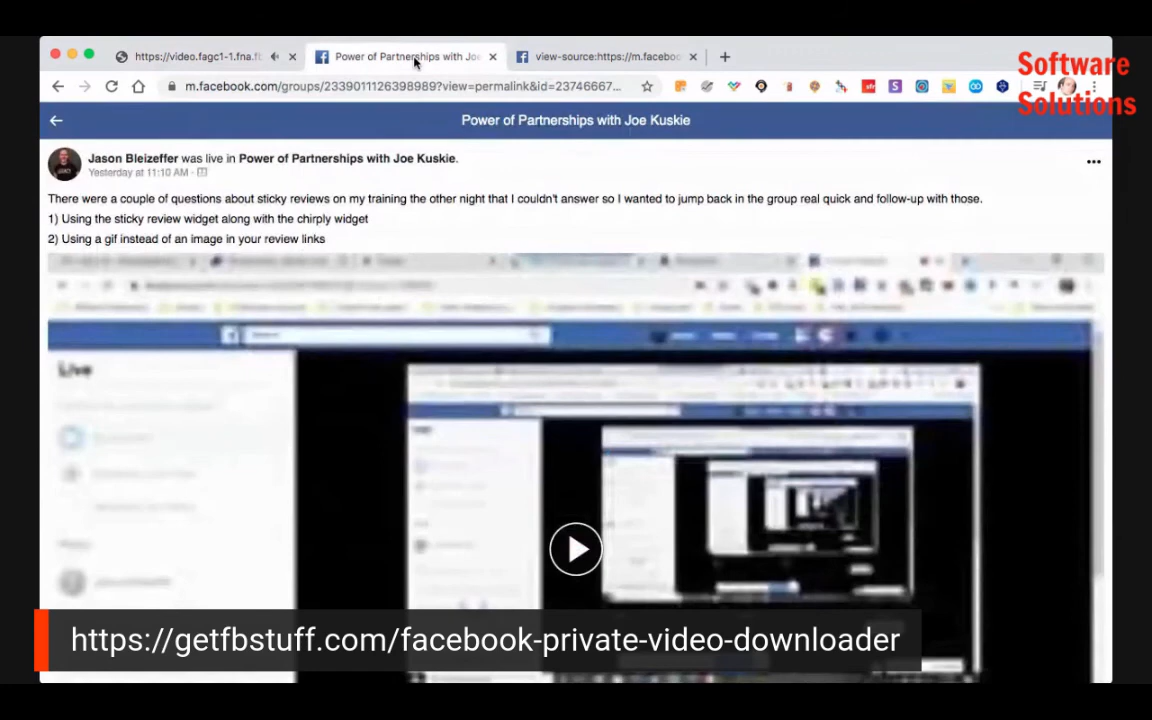 https://video.fagc1-1.fna.f
Power of Partnerships with Joe
view-source:https://m.facebo
Software
Solutions
m.facebook.com/groups/2339011126398989?view=permalink&id=23746667...
Power of Partnerships with Joe Kuskie
Jason Bleizeffer was live in Power of Partnerships with Joe Kuskie.
Yesterday at 11:10 AM ·
There were a couple of questions about sticky reviews on my training the other night that I couldn't answer so I wanted to jump back in the group real quick and follow-up with those.
1) Using the sticky review widget along with the chirply widget
2) Using a gif instead of an image in your review links
Live
https://getfbstuff.com/facebook-private-video-downloader